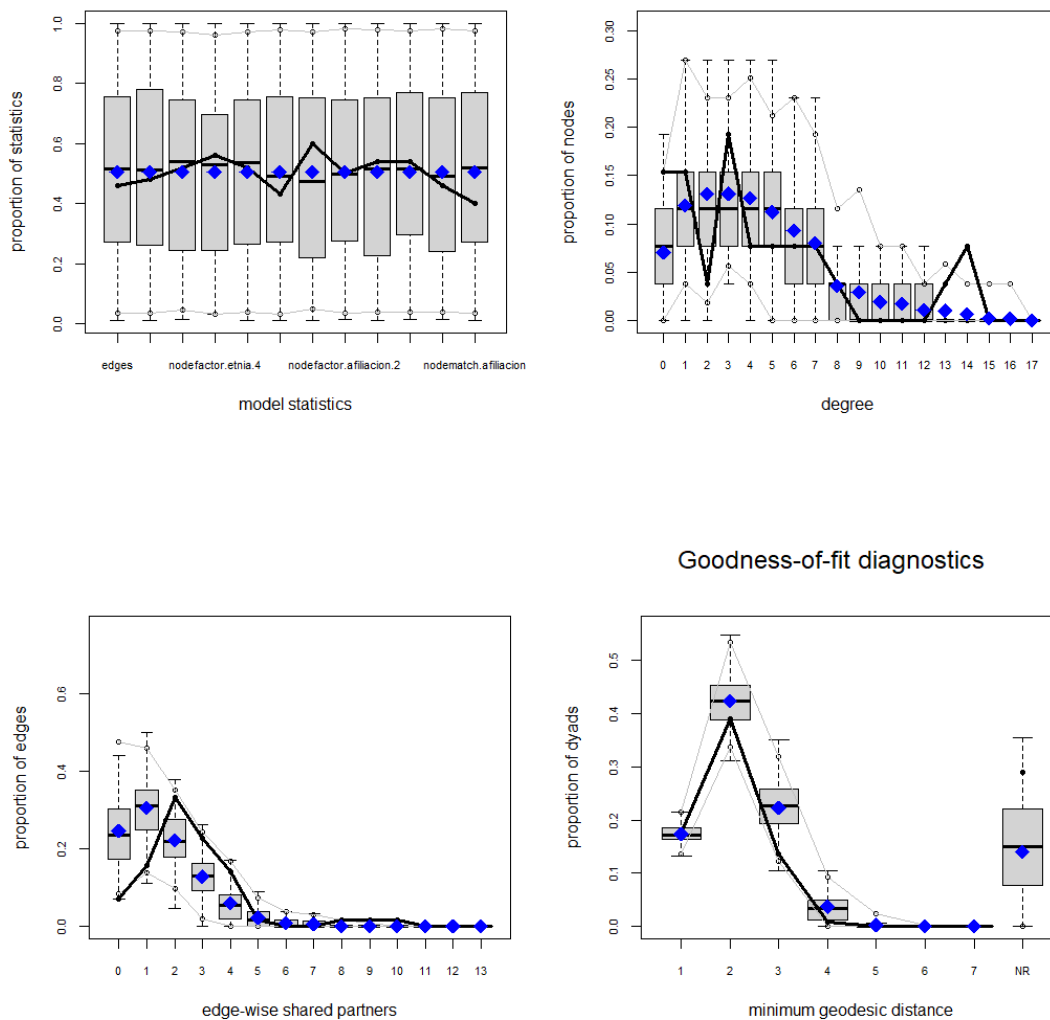 proportion of statistics
1.0
0.8
0.6
0.4
0.2
0.0
edges nodefactor.etnia.4 nodefactor.afiliacion.2 nodematch.afiliacion
model statistics
proportion of nodes
0.30
0.25
0.20
0.15
0.10
0.05
0.00
0 1 2 3 4 5 6 7 8 9 10 11 12 13 14 15 16 17
degree
Goodness-of-fit diagnostics
proportion of edges
0.6
0.4
0.2
0.0
0 1 2 3 4 5 6 7 8 9 10 11 12 13
edge-wise shared partners
proportion of dyads
0.5
0.4
0.3
0.2
0.1
0.0
1 2 3 4 5 6 7 NR
minimum geodesic distance